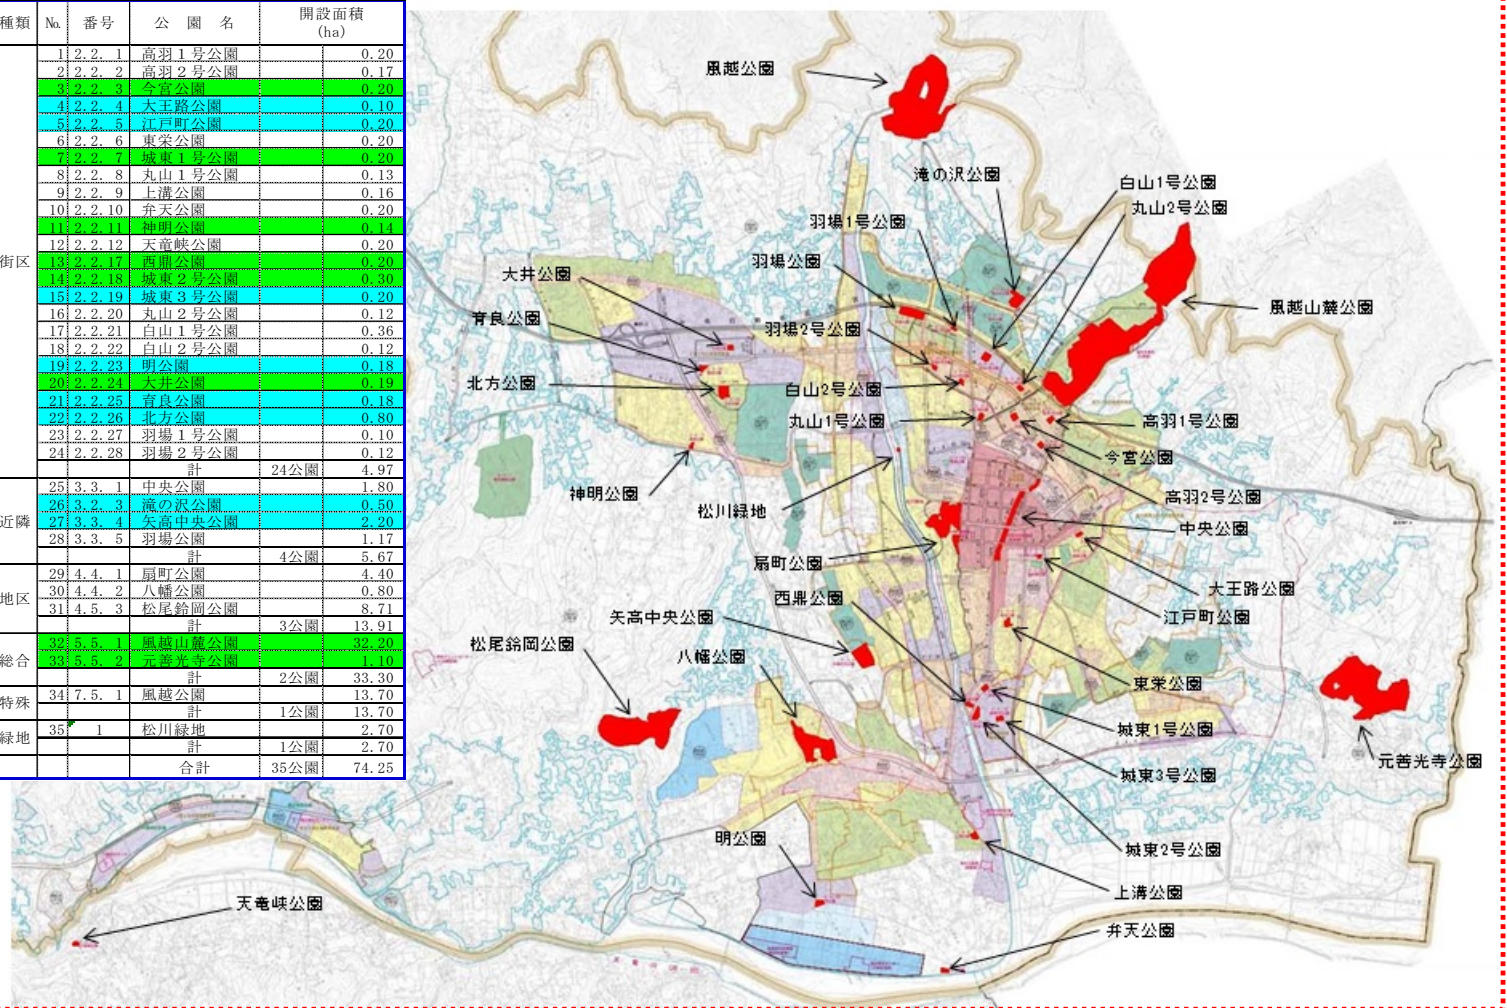 種類 No. 番号 公 園 名 開設面積
(ha)
1 2.2. 1 高羽1号公園 0.20
2 2.2. 2 高羽2号公園 0.17
3 2.2. 3 今宮公園 0.20
4 2.2. 4 大王路公園 0.10
5 2.2. 5 江戸町公園 0.20
6 2.2. 6 東栄公園 0.20
7 2.2. 7 城東1号公園 0.20
8 2.2. 8 丸山1号公園 0.13
9 2.2. 9 上溝公園 0.16
10 2.2.10 弁天公園 0.20
11 2.2.11 神明公園 0.14
12 2.2.12 天竜峡公園 0.20
街区 13 2.2.17 西鼎公園 0.20
14 2.2.18 城東2号公園 0.30
15 2.2.19 城東3号公園 0.20
16 2.2.20 丸山2号公園 0.12
17 2.2.21 白山1号公園 0.36
18 2.2.22 白山2号公園 0.12
19 2.2.23 明公園 0.18
20 2.2.24 大井公園 0.19
21 2.2.25 育良公園 0.18
22 2.2.26 北方公園 0.80
23 2.2.27 羽場1号公園 0.10
24 2.2.28 羽場2号公園 0.12
計 24公園 4.97
25 3.3. 1 中央公園 1.80
26 3.2. 3 滝の沢公園 0.50
近隣 27 3.3. 4 矢高中央公園 2.20
28 3.3. 5 羽場公園 1.17
計 4公園 5.67
29 4.4. 1 扇町公園 4.40
地区 30 4.4. 2 八幡公園 0.80
31 4.5. 3 松尾鈴岡公園 8.71
計 3公園 13.91
32 5.5. 1 風越山麓公園 32.20
総合 33 5.5. 2 元善光寺公園 1.10
計 2公園 33.30
特殊 34 7.5. 1 風越公園 13.70
計 1公園 13.70
緑地 35 1 松川緑地 2.70
計 1公園 2.70
合計 35公園 74.25
風越公園
滝の沢公園
白山1号公園
丸山2号公園
羽場1号公園
羽場公園
大井公園
風越山麓公園
育良公園
羽場2号公園
北方公園
白山2号公園
丸山1号公園
高羽1号公園
今宮公園
神明公園
高羽2号公園
松川緑地
中央公園
扇町公園
大王路公園
西鼎公園
矢高中央公園
江戸町公園
松尾鈴岡公園
八幡公園
東栄公園
城東1号公園
元善光寺公園
城東3号公園
明公園
城東2号公園
上溝公園
天竜峡公園
弁天公園